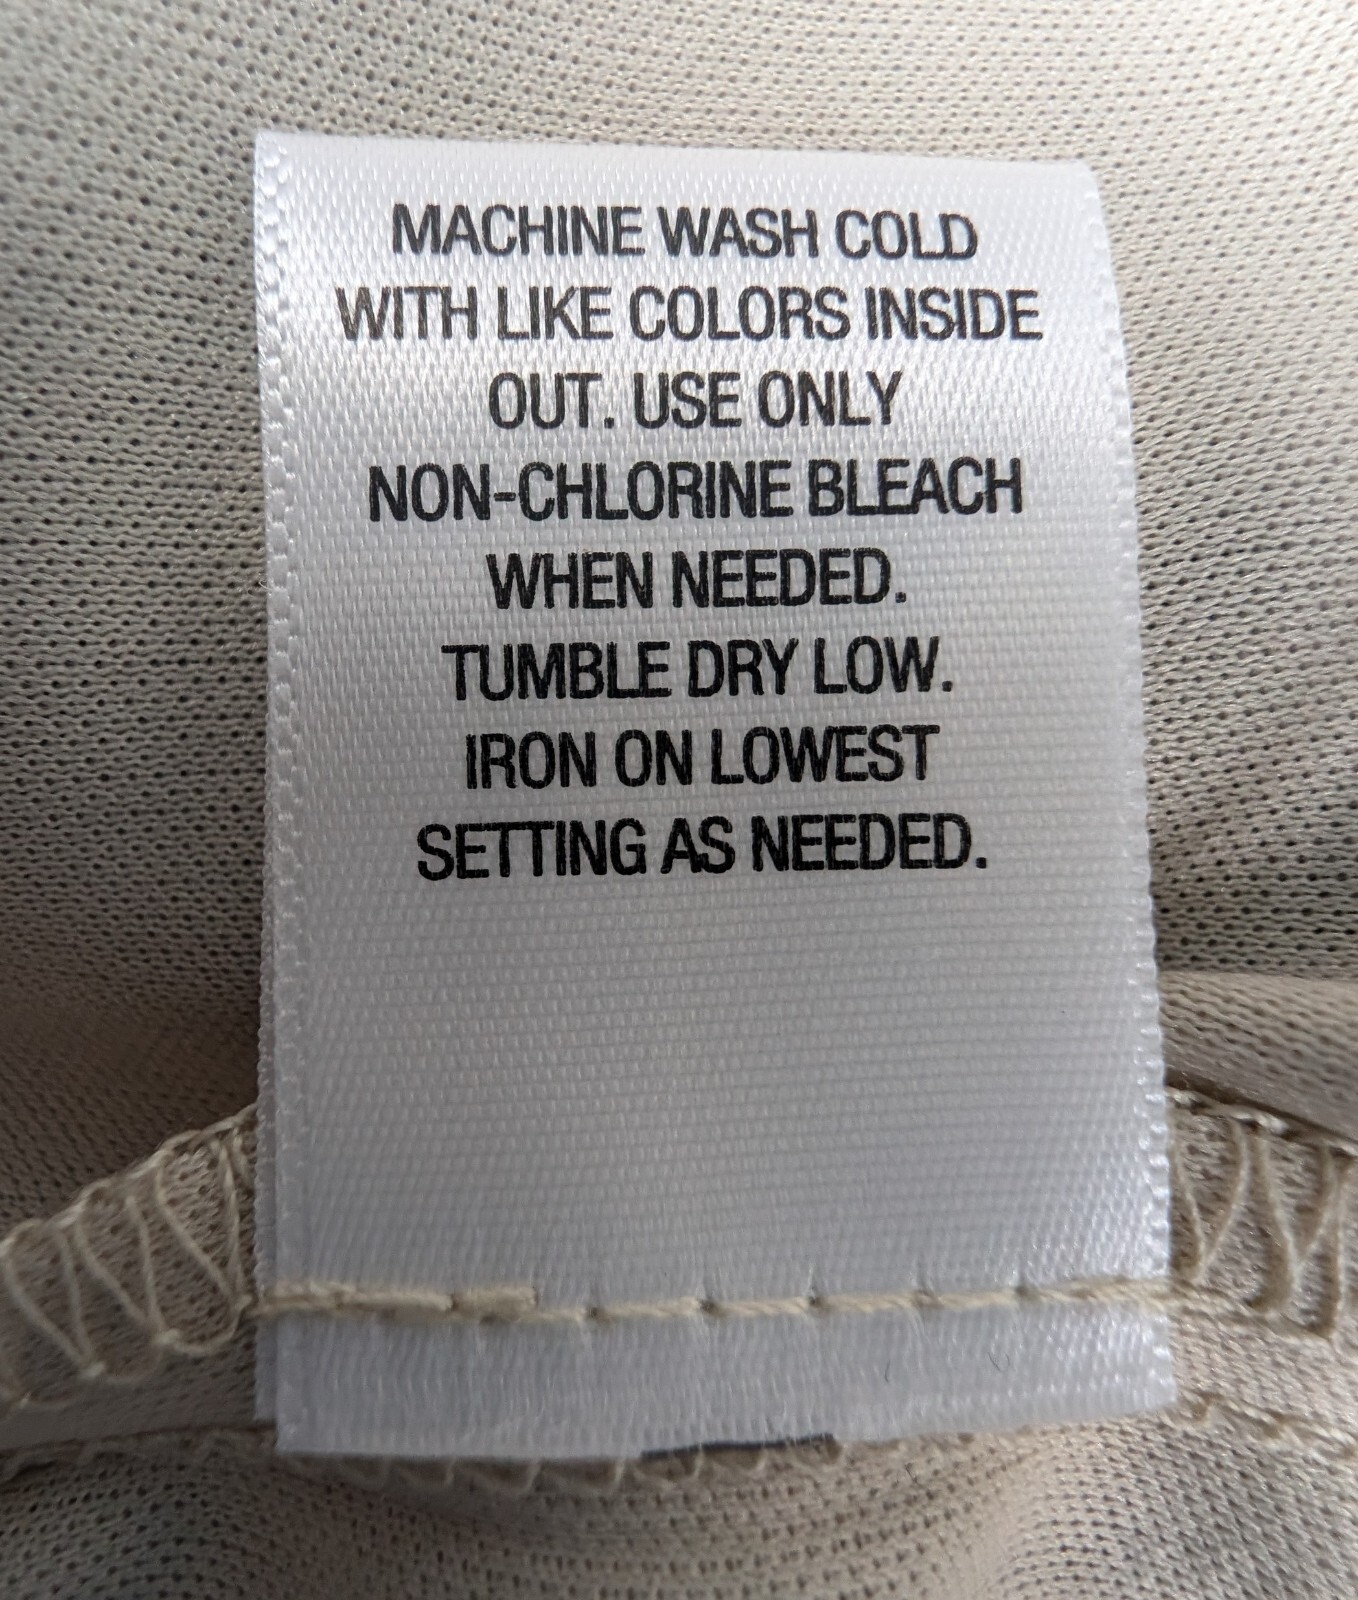 MACHINE WASH COLD
WITH LIKE COLORS INSIDE
OUT. USE ONLY
NON-CHLORINE BLEACH
WHEN NEEDED.
TUMBLE DRY LOW.
IRON ON LOWEST
SETTING AS NEEDED.